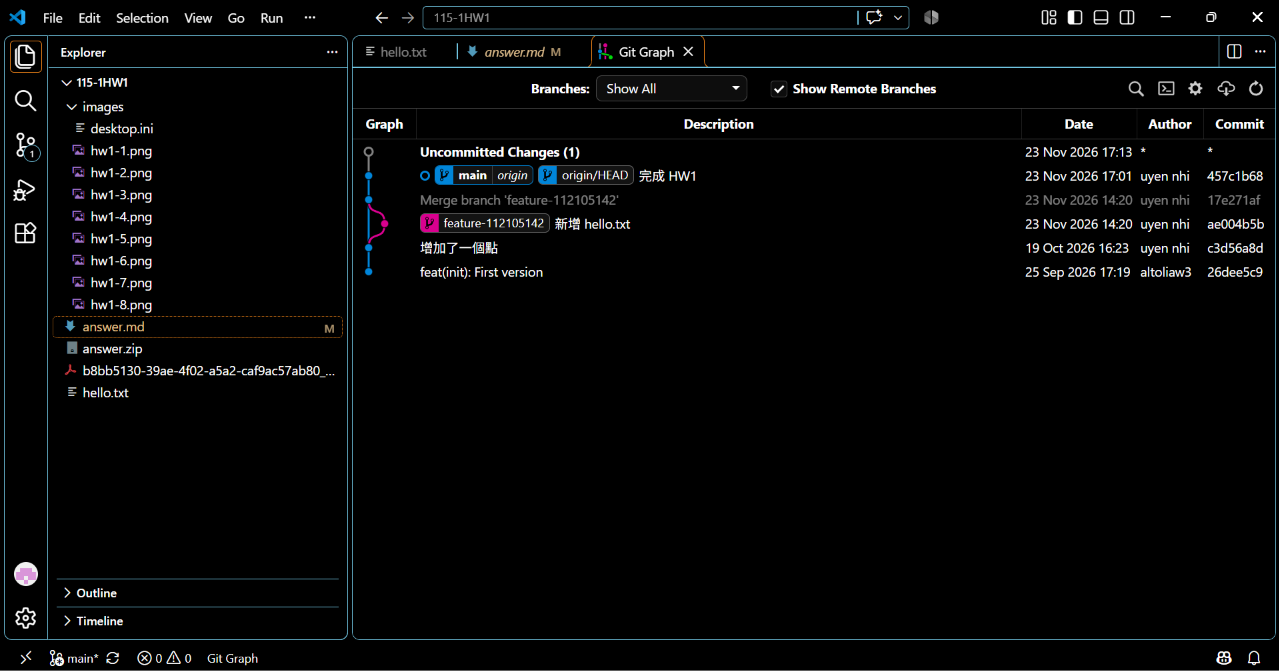 File Edit Selection View Go Run ···
115-1HW1
Explorer ···
115-1HW1
images
desktop.ini
hw1-1.png
hw1-2.png
hw1-3.png
hw1-4.png
hw1-5.png
hw1-6.png
hw1-7.png
hw1-8.png
answer.md M
answer.zip
b8bb5130-39ae-4f02-a5a2-caf9ac57ab80_...
hello.txt
Outline
Timeline
hello.txt answer.md M Git Graph
Branches: Show All Show Remote Branches
Graph Description Date Author Commit
Uncommitted Changes (1) 23 Nov 2026 17:13 * *
main origin origin/HEAD 完成 HW1 23 Nov 2026 17:01 uyen nhi 457c1b68
Merge branch 'feature-112105142' 23 Nov 2026 14:20 uyen nhi 17e271af
feature-112105142 新增 hello.txt 23 Nov 2026 14:20 uyen nhi ae004b5b
增加了一個點 19 Oct 2026 16:23 uyen nhi c3d56a8d
feat(init): First version 25 Sep 2026 17:19 altoliaw3 26dee5c9
1
main* 0 0 Git Graph